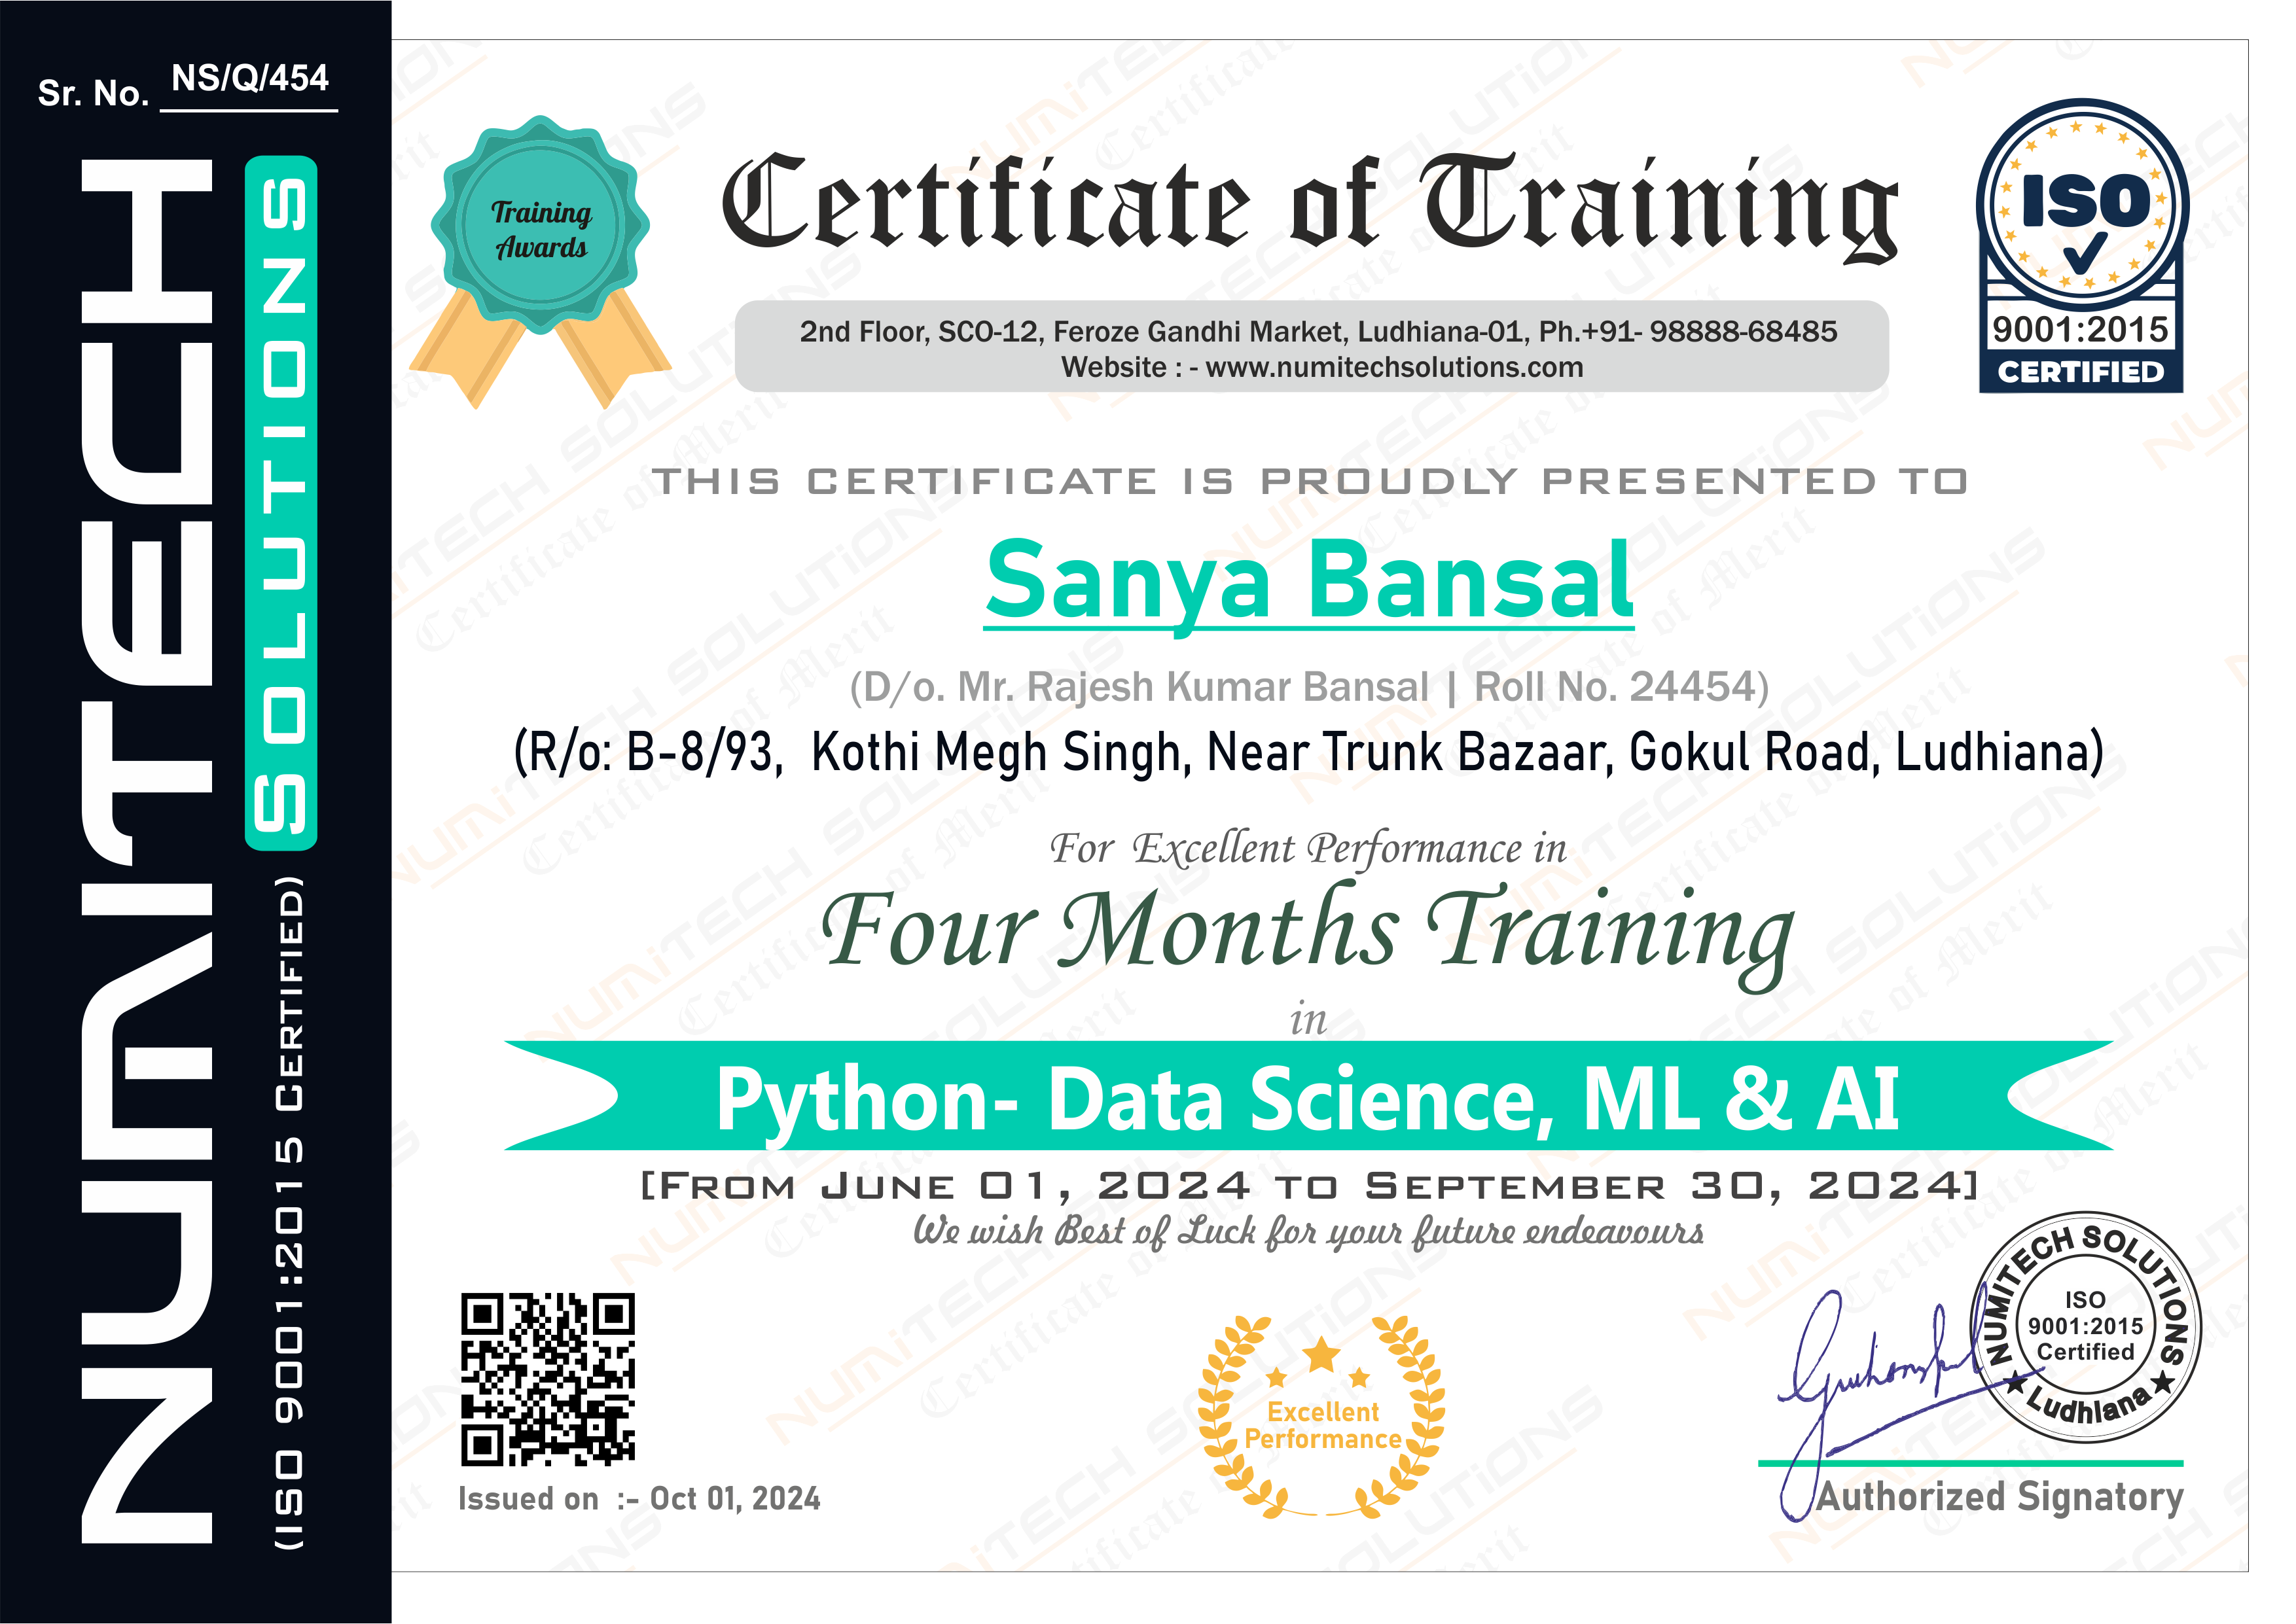 Sr. No. NS/Q/454
NUMITECH
SOLUTIONS
(ISO 9001:2015 CERTIFIED)
Training
Awards
Certificate of Training
2nd Floor, SCO-12, Feroze Gandhi Market, Ludhiana-01, Ph.+91- 98888-68485
Website : - www.numitechsolutions.com
ISO
9001:2015
CERTIFIED
THIS CERTIFICATE IS PROUDLY PRESENTED TO
Sanya Bansal
(D/o. Mr. Rajesh Kumar Bansal | Roll No. 24454)
(R/o: B-8/93, Kothi Megh Singh, Near Trunk Bazaar, Gokul Road, Ludhiana)
For Excellent Performance in
Four Months Training
in
Python- Data Science, ML & AI
[FROM JUNE 01, 2024 TO SEPTEMBER 30, 2024]
We wish Best of Luck for your future endeavours
Issued on :- Oct 01, 2024
Excellent
Performance
NUMITECH SOLUTIONS
ISO
9001:2015
Certified
Ludhiana
Authorized Signatory
NUMiTECH SOLUTiONS
Certificate of Merit